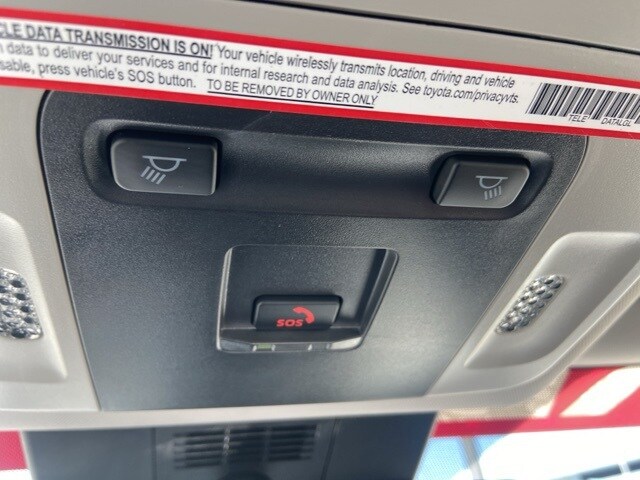 CLE DATA TRANSMISSION IS ON! Your vehicle wirelessly transmits location, driving and vehicle
data to deliver your services and for internal research and data analysis. See toyota.com/privacyvts.
sable, press vehicle's SOS button. TO BE REMOVED BY OWNER ONLY
TELE DATALGL
SOS